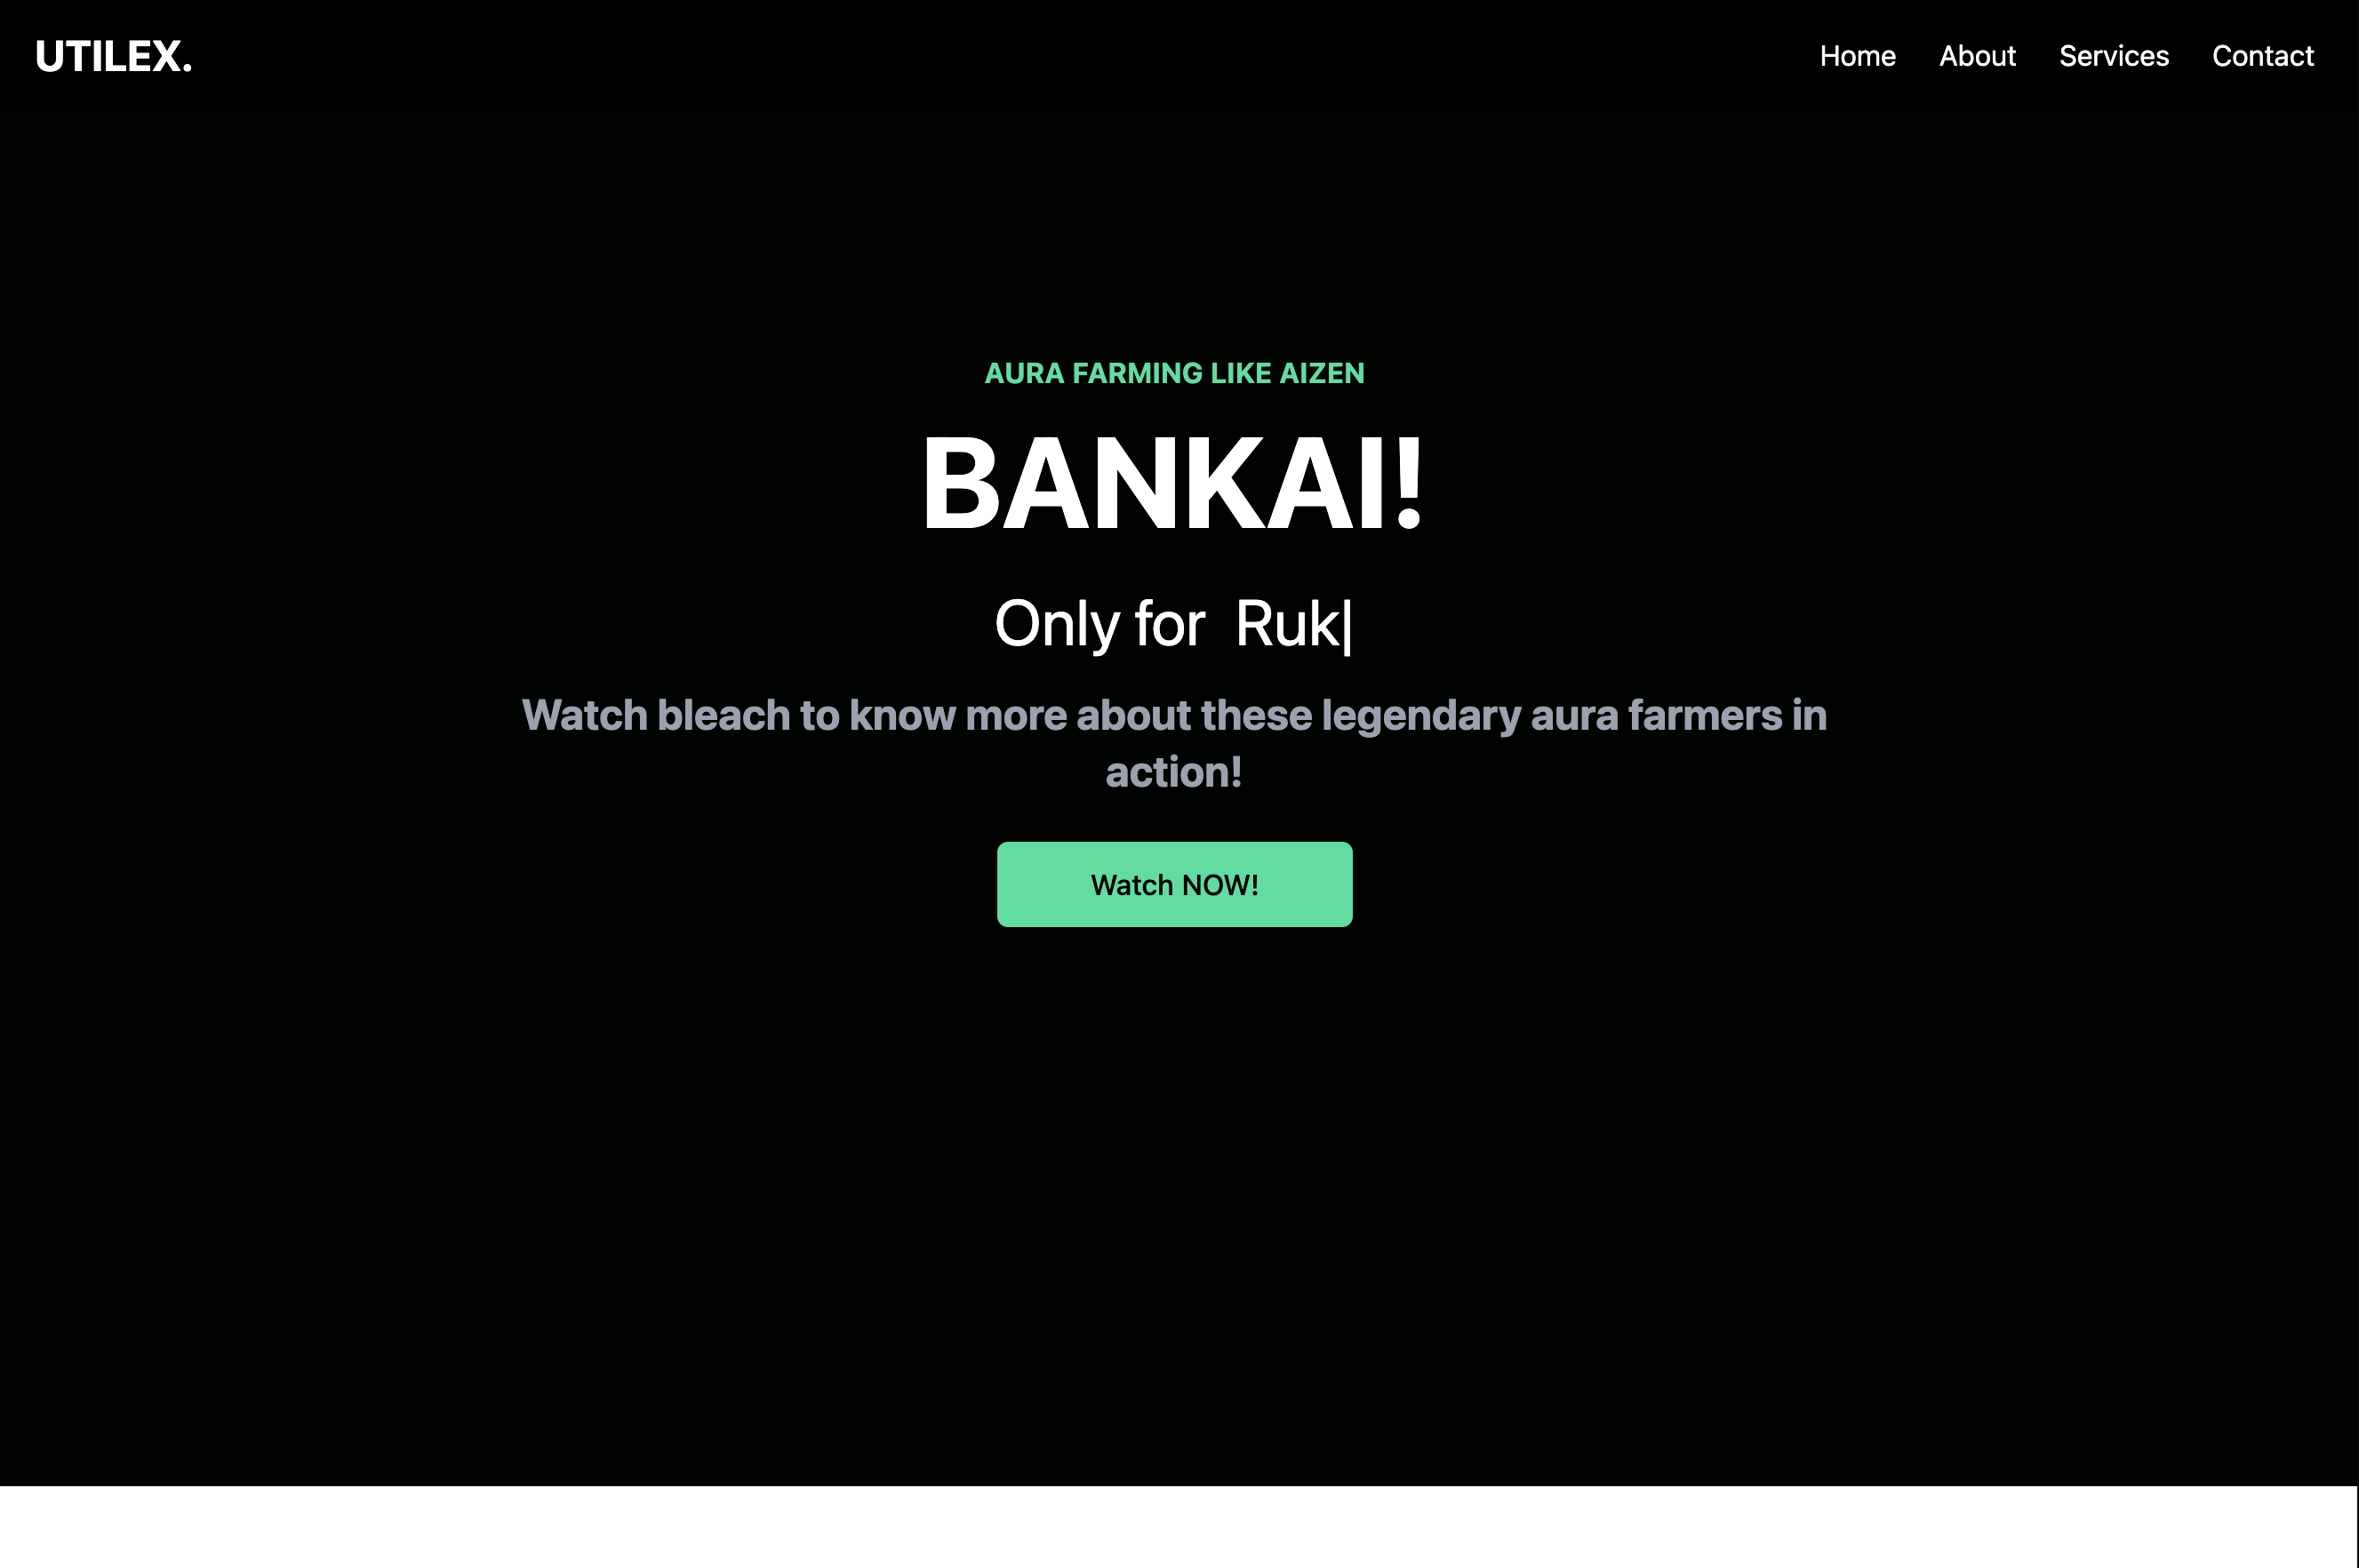 UTILEX.
Home About Services Contact
AURA FARMING LIKE AIZEN
BANKAI!
Only for Ruk|
Watch bleach to know more about these legendary aura farmers in
action!
Watch NOW!